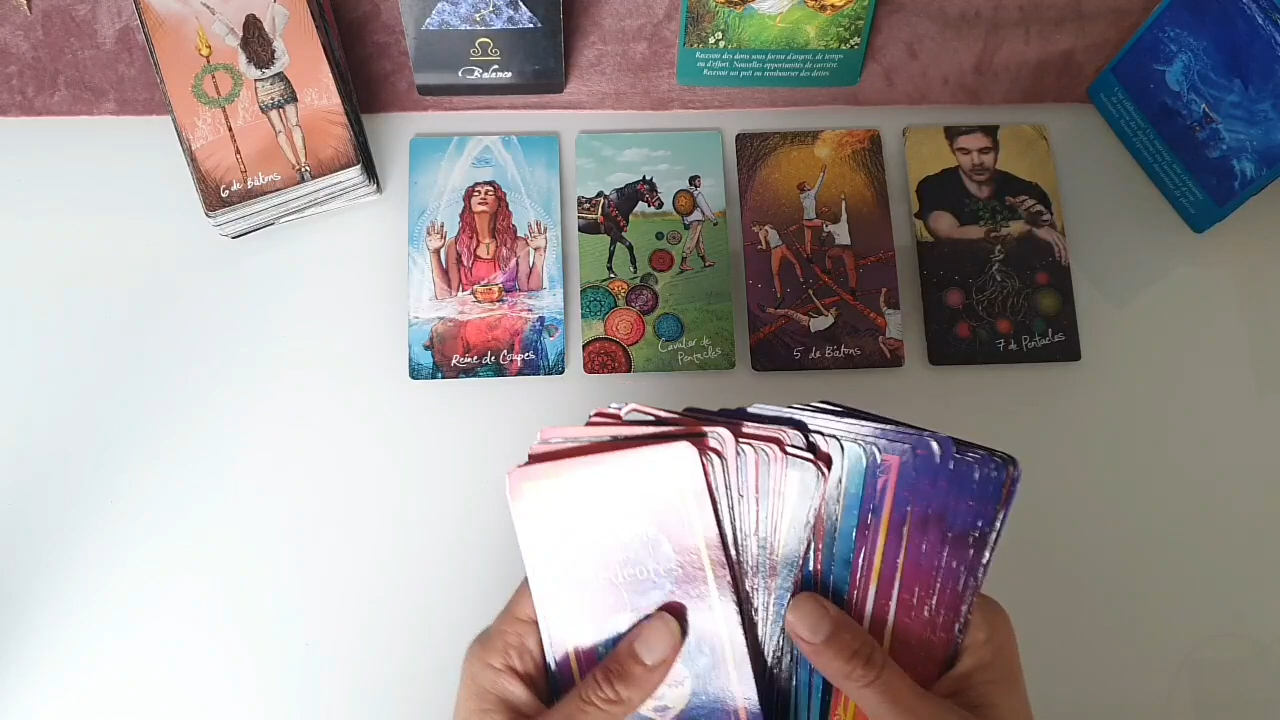 6 de Bâtons
Balance
Recevoir des dons sous forme d'argent, de temps
ou d'effort. Nouvelles opportunités de carrière.
Recevoir un prêt ou rembourser des dettes
Reine de Coupes
Cavalier de
Pentacles
5 de Bâtons
7 de Pentacles